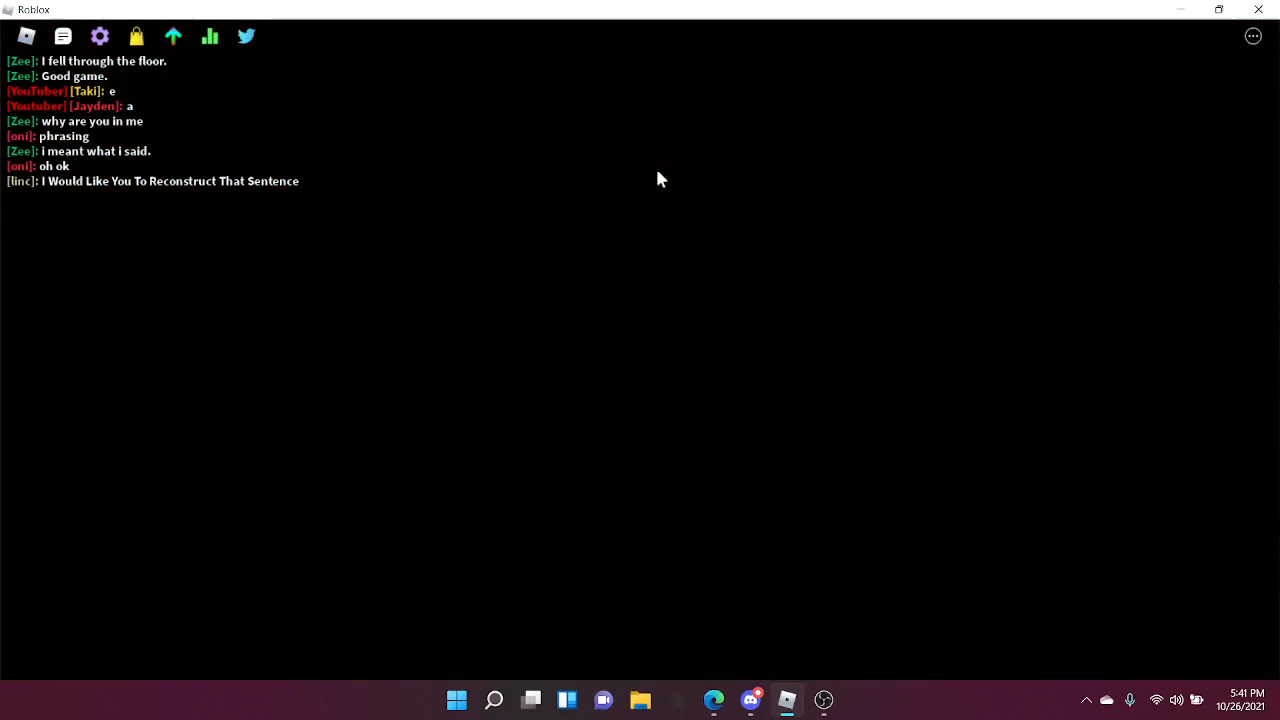 Roblox
[Zee]: I fell through the floor.
[Zee]: Good game.
[YouTuber] [Taki]: e
[Youtuber] [Jayden]: a
[Zee]: why are you in me
[oni]: phrasing
[Zee]: i meant what i said.
[oni]: oh ok
[linc]: I Would Like You To Reconstruct That Sentence
5:41 PM
10/26/2021